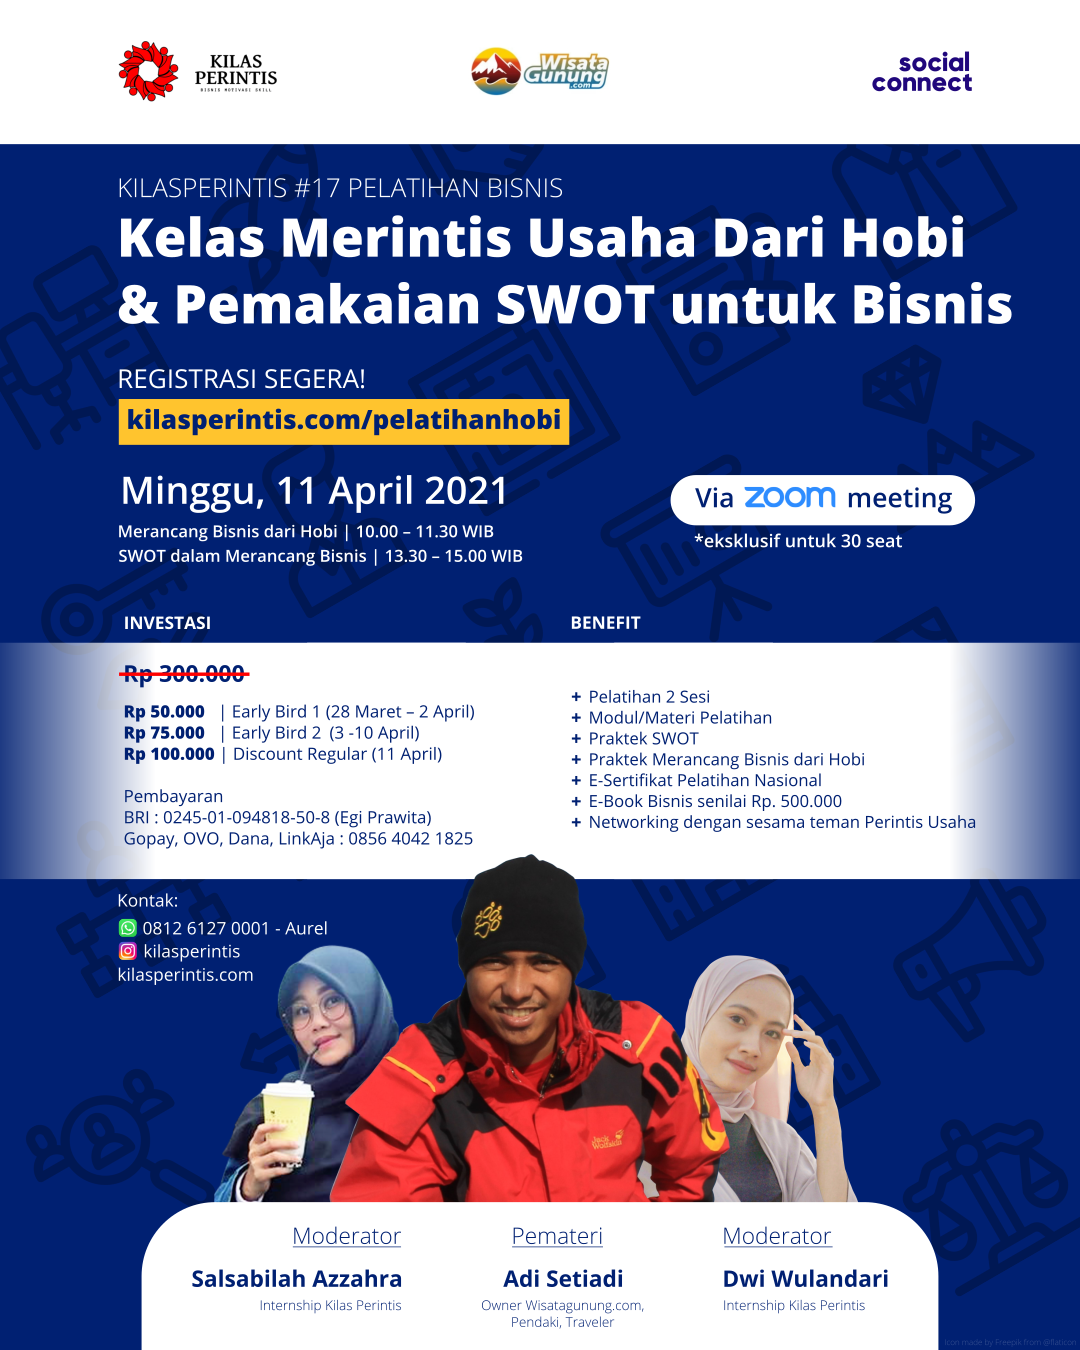 KILAS
PERINTIS
BISNIS MOTIVASI SKILL
Wisata
Gunung
.com
social
connect
KILASPERINTIS #17 PELATIHAN BISNIS
Kelas Merintis Usaha Dari Hobi
& Pemakaian SWOT untuk Bisnis
REGISTRASI SEGERA!
kilasperintis.com/pelatihanhobi
Minggu, 11 April 2021
Merancang Bisnis dari Hobi | 10.00 – 11.30 WIB
SWOT dalam Merancang Bisnis | 13.30 – 15.00 WIB
Via zoom meeting
*eksklusif untuk 30 seat
INVESTASI
Rp 300.000
Rp 50.000 | Early Bird 1 (28 Maret – 2 April)
Rp 75.000 | Early Bird 2 (3 -10 April)
Rp 100.000 | Discount Regular (11 April)
Pembayaran
BRI : 0245-01-094818-50-8 (Egi Prawita)
Gopay, OVO, Dana, LinkAja : 0856 4042 1825
BENEFIT
+ Pelatihan 2 Sesi
+ Modul/Materi Pelatihan
+ Praktek SWOT
+ Praktek Merancang Bisnis dari Hobi
+ E-Sertifikat Pelatihan Nasional
+ E-Book Bisnis senilai Rp. 500.000
+ Networking dengan sesama teman Perintis Usaha
Kontak:
0812 6127 0001 - Aurel
kilasperintis
kilasperintis.com
Jack
Wolfskin
Moderator
Salsabilah Azzahra
Internship Kilas Perintis
Pemateri
Adi Setiadi
Owner Wisatagunung.com,
Pendaki, Traveler
Moderator
Dwi Wulandari
Internship Kilas Perintis
Icon made by Freepik from @flaticon